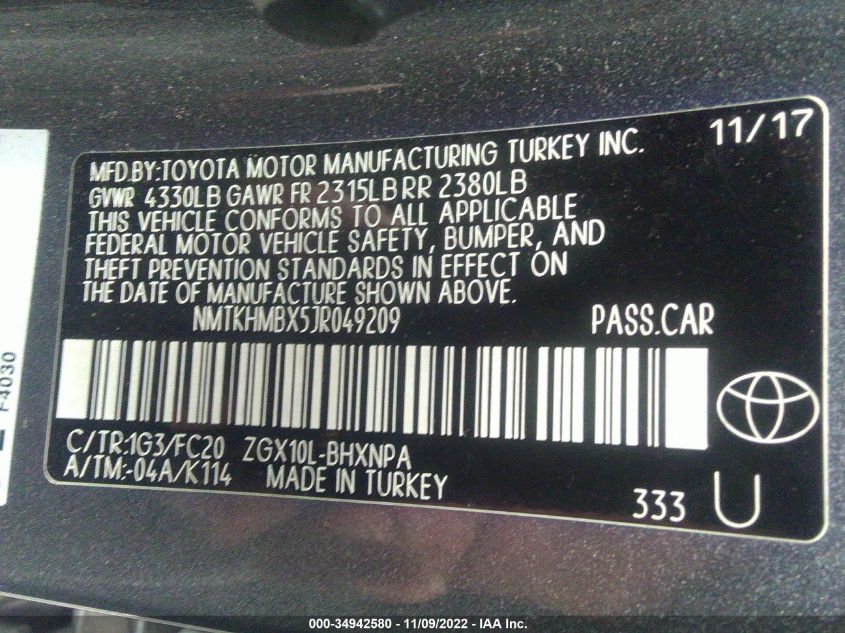 11/17
MFD.BY:TOYOTA MOTOR MANUFACTURING TURKEY INC.
GVWR 4330LB GAWR FR 2315LB RR 2380LB
THIS VEHICLE CONFORMS TO ALL APPLICABLE
FEDERAL MOTOR VEHICLE SAFETY, BUMPER, AND
THEFT PREVENTION STANDARDS IN EFFECT ON
THE DATE OF MANUFACTURE SHOWN ABOVE.
NMTKHMBX5JR049209 PASS.CAR
C/TR:1G3/FC20 ZGX10L-BHXNPA
A/TM:-04A/K114 MADE IN TURKEY
333 U
F4030
000-34942580 - 11/09/2022 - IAA Inc.